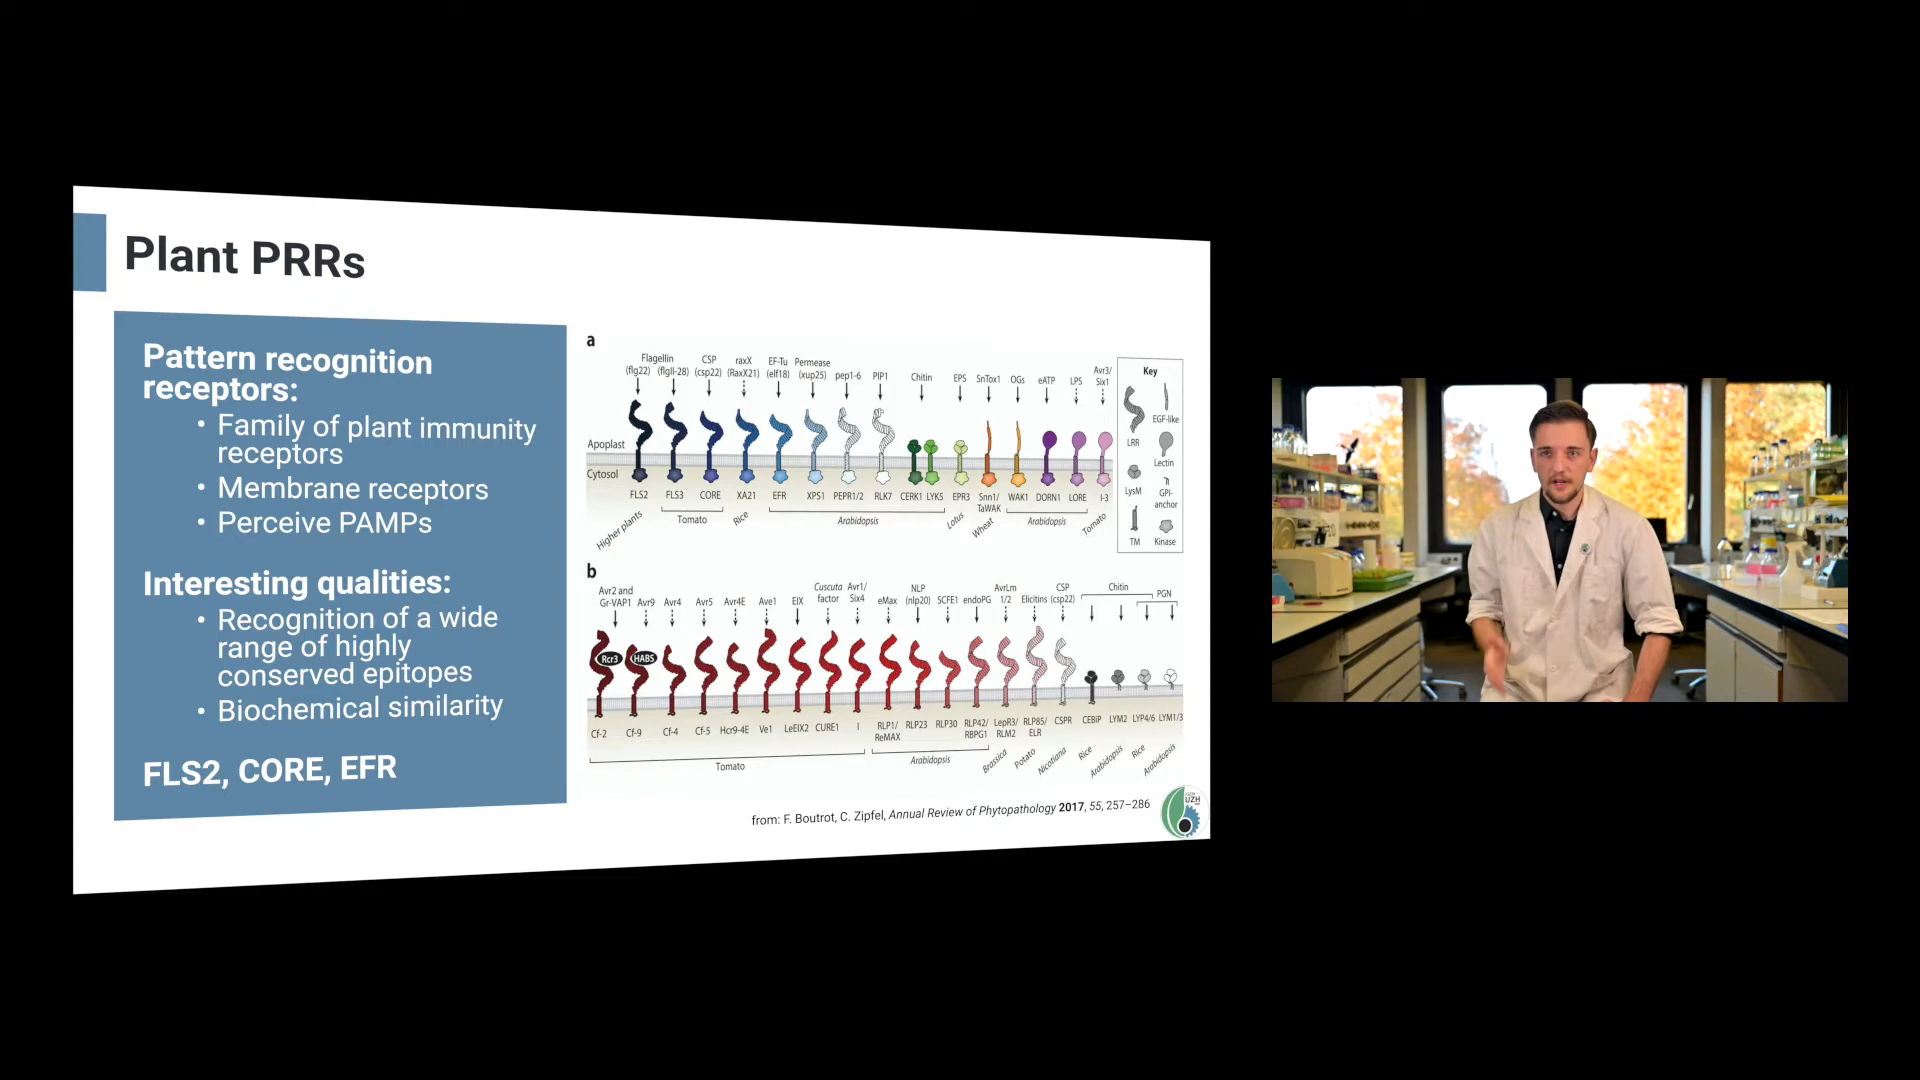 Plant PRRs
Pattern recognition
receptors:
• Family of plant immunity
receptors
• Membrane receptors
• Perceive PAMPs
Interesting qualities:
• Recognition of a wide
range of highly
conserved epitopes
• Biochemical similarity
FLS2, CORE, EFR
a
Flagellin CSP raxX EF-Tu Permease
(flg22) (flgII-28) (csp22) (RaxX21) (elf18) (xup25) pep1-6 PIP1 Chitin EPS SnTox1 OGs eATP LPS Avr3/
Six1
Apoplast
Cytosol
FLS2 FLS3 CORE XA21 EFR XPS1 PEPR1/2 RLK7 CERK1 LYK5 EPR3 Snn1/ WAK1 DORN1 LORE I-3
TaWAK
Higher plants Tomato Rice Arabidopsis Lotus Wheat Arabidopsis Tomato
Key
EGF-like
LRR
Lectin
LysM
GPI-
anchor
TM Kinase
b
Avr2 and Cuscuta Avr1/ NLP AvrLm CSP Chitin
Gr-VAP1 Avr9 Avr4 Avr5 Avr4E Ave1 EIX factor Six4 eMax (nlp20) SCFE1 endoPG 1/2 Elicitins (csp22) PGN
Rcr3 HABS
Cf-2 Cf-9 Cf-4 Cf-5 Hcr9-4E Ve1 LeEIX2 CURE1 I RLP1/ RLP23 RLP30 RLP42/ LepR3/ RLP85/ CSPR CEBiP LYM2 LYP4/6 LYM1/3
ReMAX RBPG1 RLM2 ELR
Tomato Arabidopsis Brassica Potato Nicotiana Rice Arabidopsis Rice Arabidopsis
from: F. Boutrot, C. Zipfel, Annual Review of Phytopathology 2017, 55, 257–286
UZH